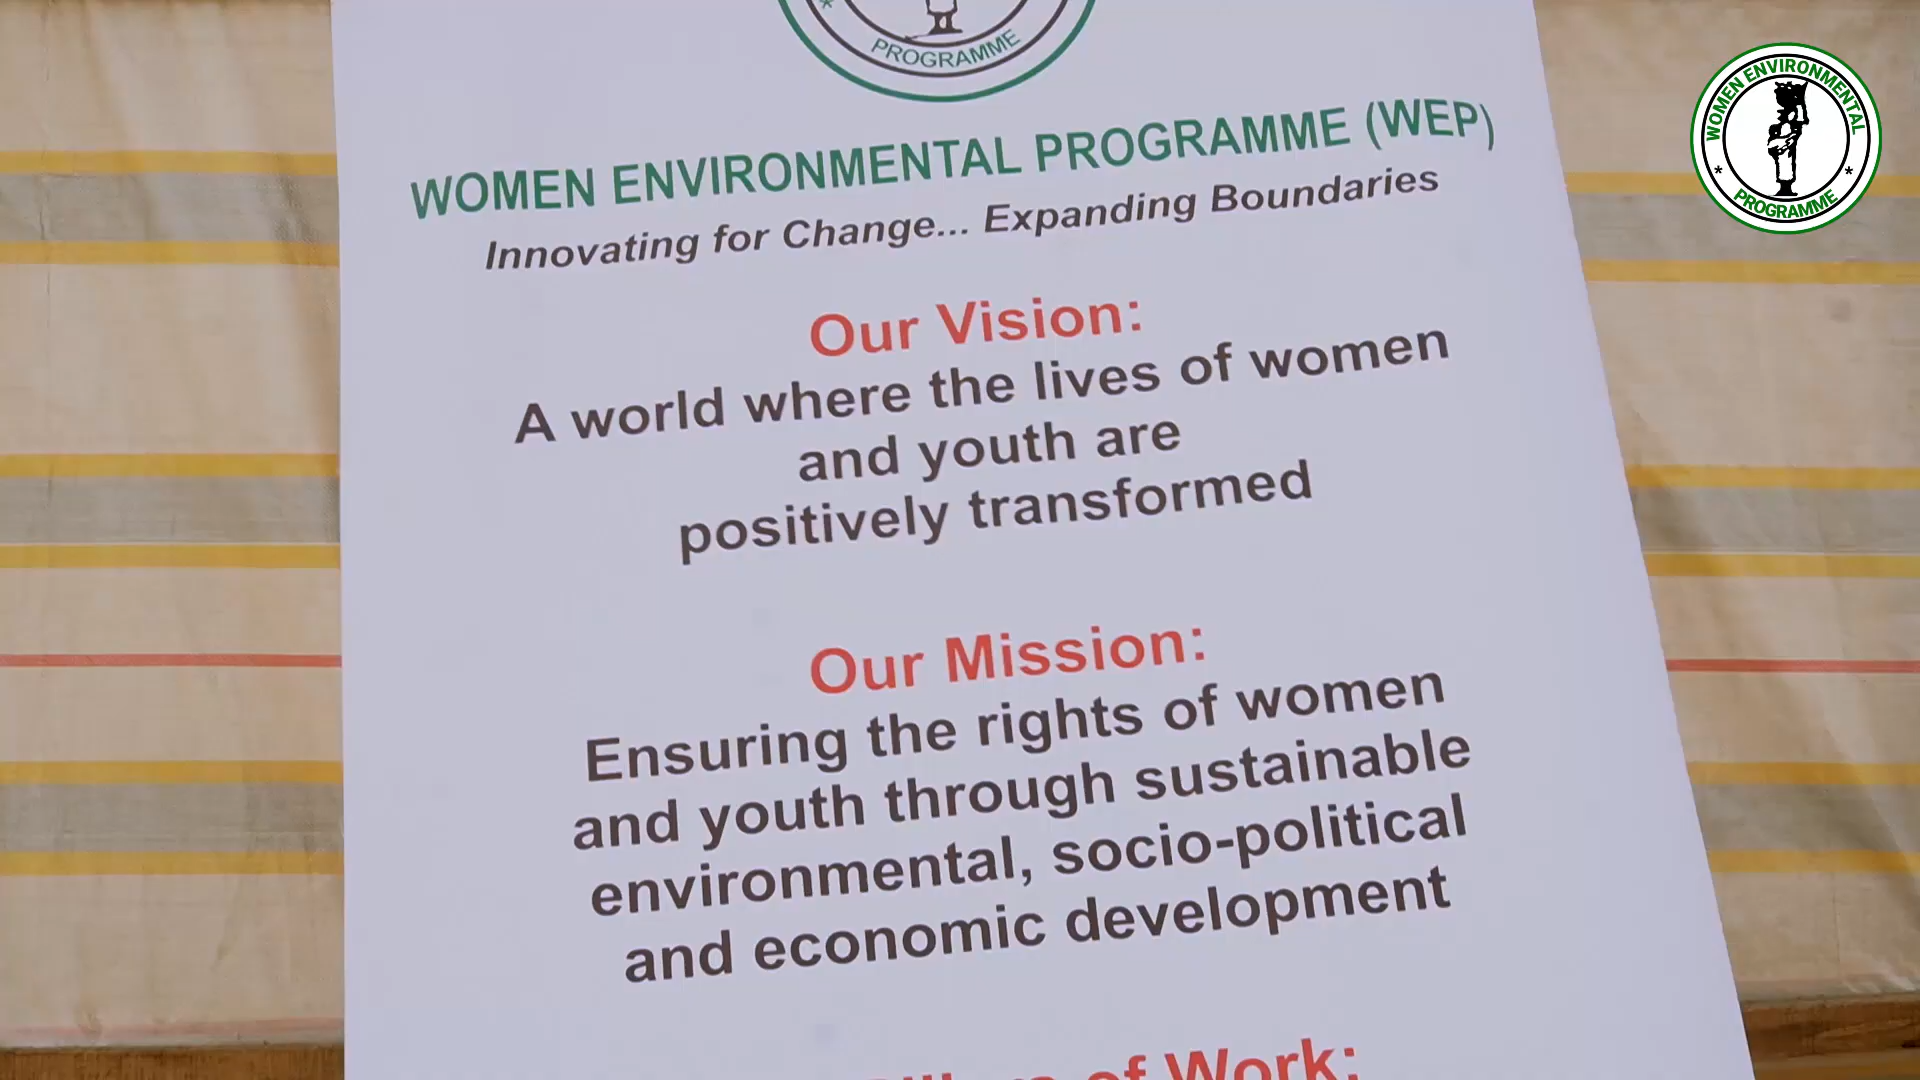 PROGRAMME
WOMEN ENVIRONMENTAL PROGRAMME (WEP)
Innovating for Change... Expanding Boundaries
Our Vision:
A world where the lives of women
and youth are
positively transformed
Our Mission:
Ensuring the rights of women
and youth through sustainable
environmental, socio-political
and economic development
of Work:
WOMEN ENVIRONMENTAL
* PROGRAMME *